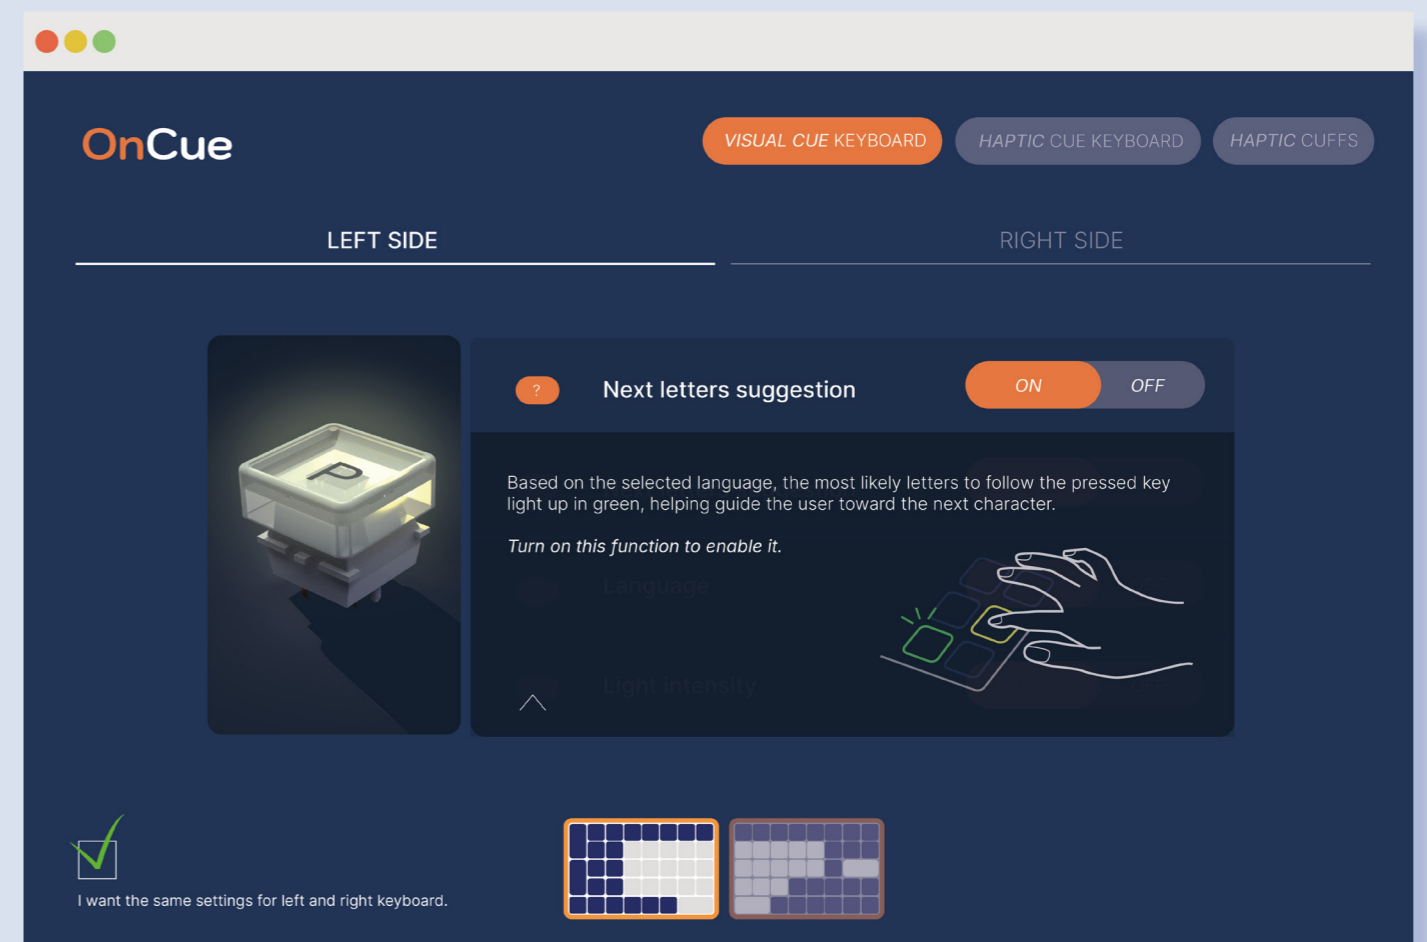 OnCue
VISUAL CUE KEYBOARD
HAPTIC CUE KEYBOARD
HAPTIC CUFFS
LEFT SIDE
RIGHT SIDE
P
?
Next letters suggestion
ON
OFF
Based on the selected language, the most likely letters to follow the pressed key
light up in green, helping guide the user toward the next character.
Turn on this function to enable it.
Language
Light intensity
I want the same settings for left and right keyboard.